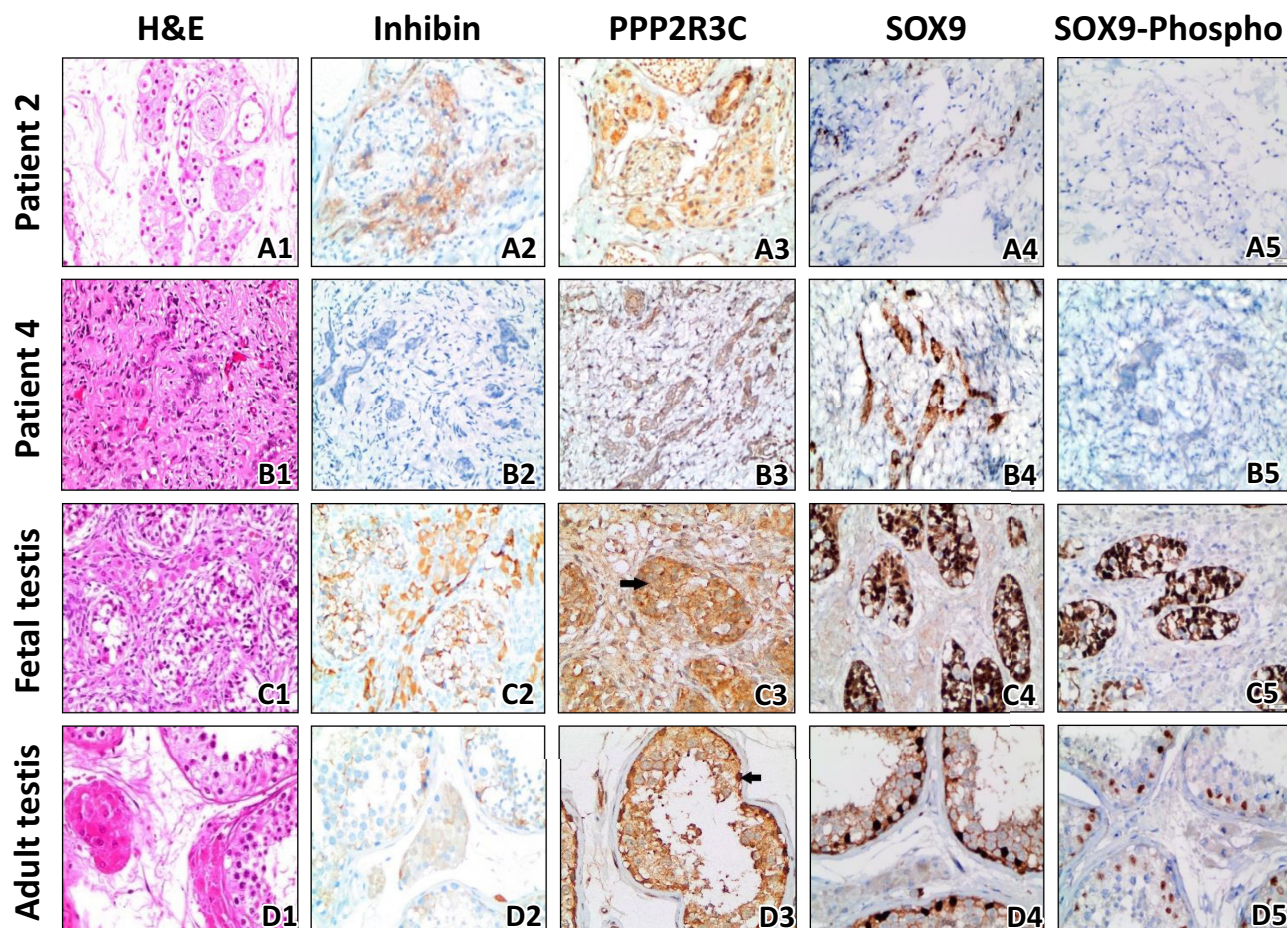 H&E Inhibin PPP2R3C SOX9 SOX9-Phospho
Patient 2
A1 A2 A3 A4 A5
Patient 4
B1 B2 B3 B4 B5
Fetal testis
C1 C2 C3 C4 C5
Adult testis
D1 D2 D3 D4 D5